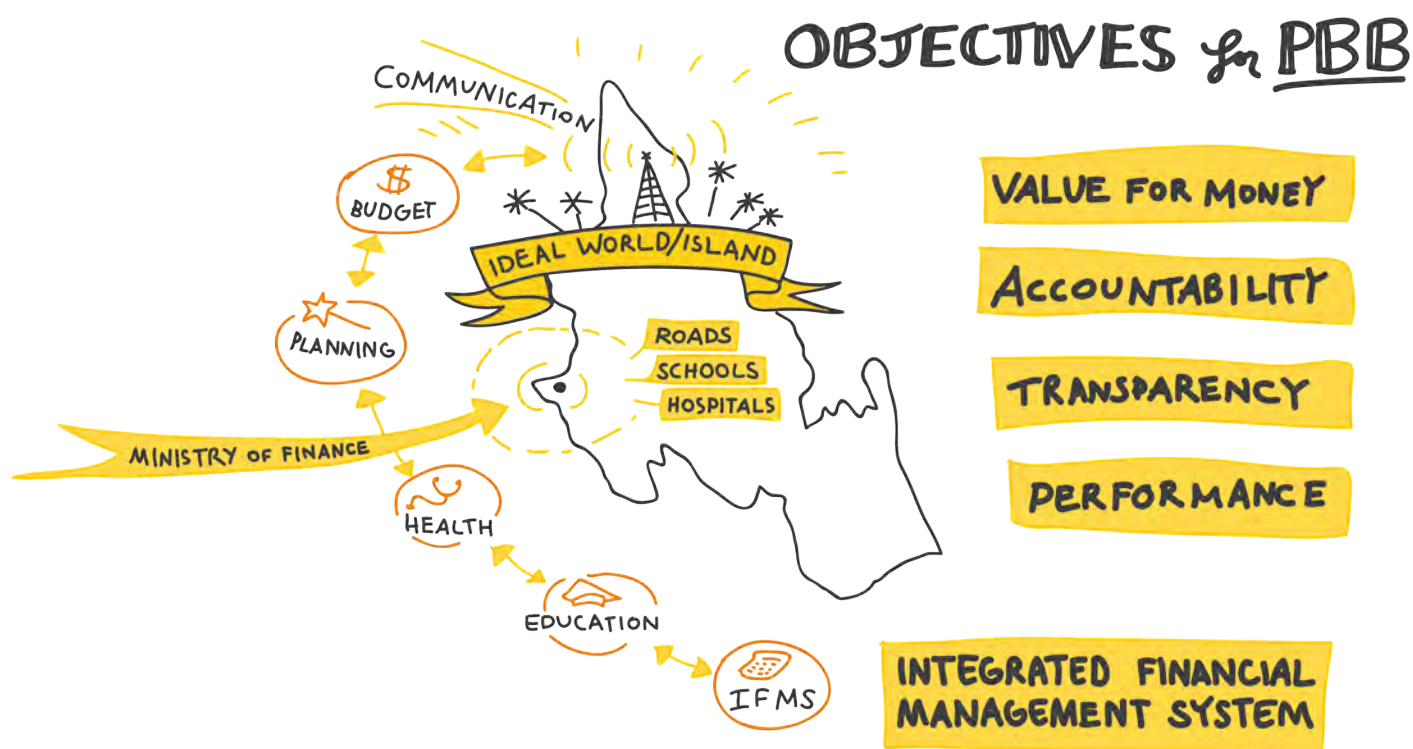 OBJECTIVES for PBB
COMMUNICATION
$
BUDGET
PLANNING
MINISTRY OF FINANCE
HEALTH
EDUCATION
IFMS
IDEAL WORLD/ISLAND
ROADS
SCHOOLS
HOSPITALS
VALUE FOR MONEY
ACCOUNTABILITY
TRANSPARENCY
PERFORMANCE
INTEGRATED FINANCIAL
MANAGEMENT SYSTEM